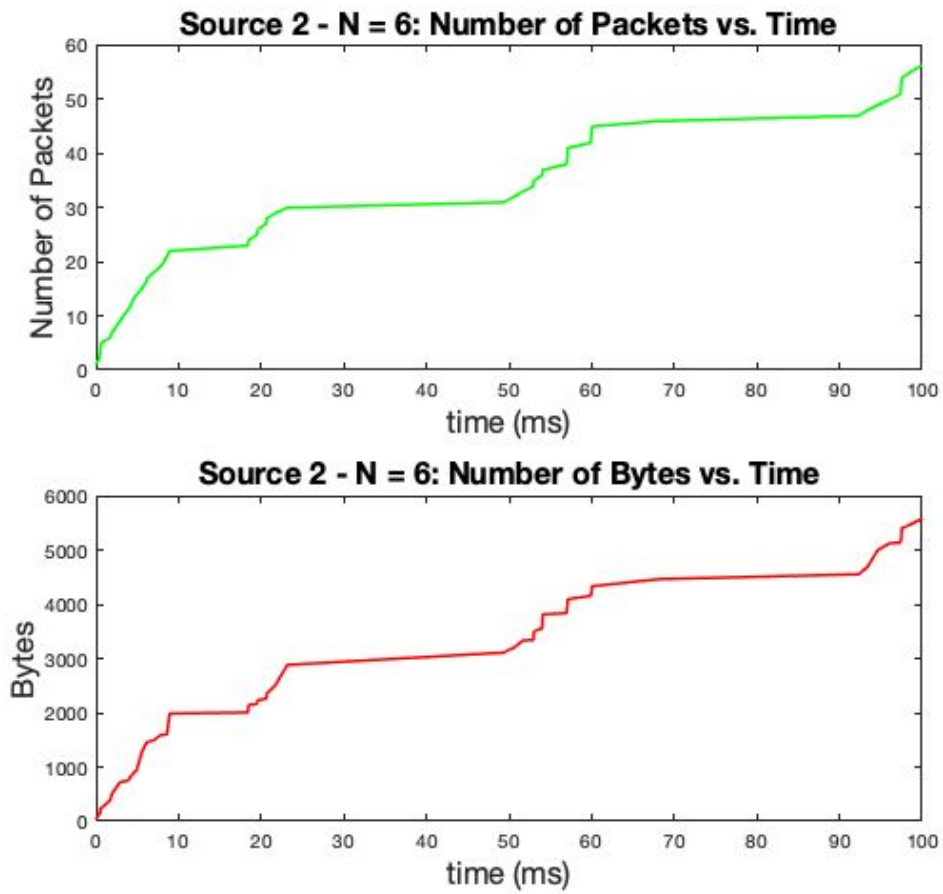 Source 2 - N = 6: Number of Packets vs. Time
60
50
40
30
20
10
0
Number of Packets
0 10 20 30 40 50 60 70 80 90 100
time (ms)
Source 2 - N = 6: Number of Bytes vs. Time
6000
5000
4000
3000
2000
1000
0
Bytes
0 10 20 30 40 50 60 70 80 90 100
time (ms)